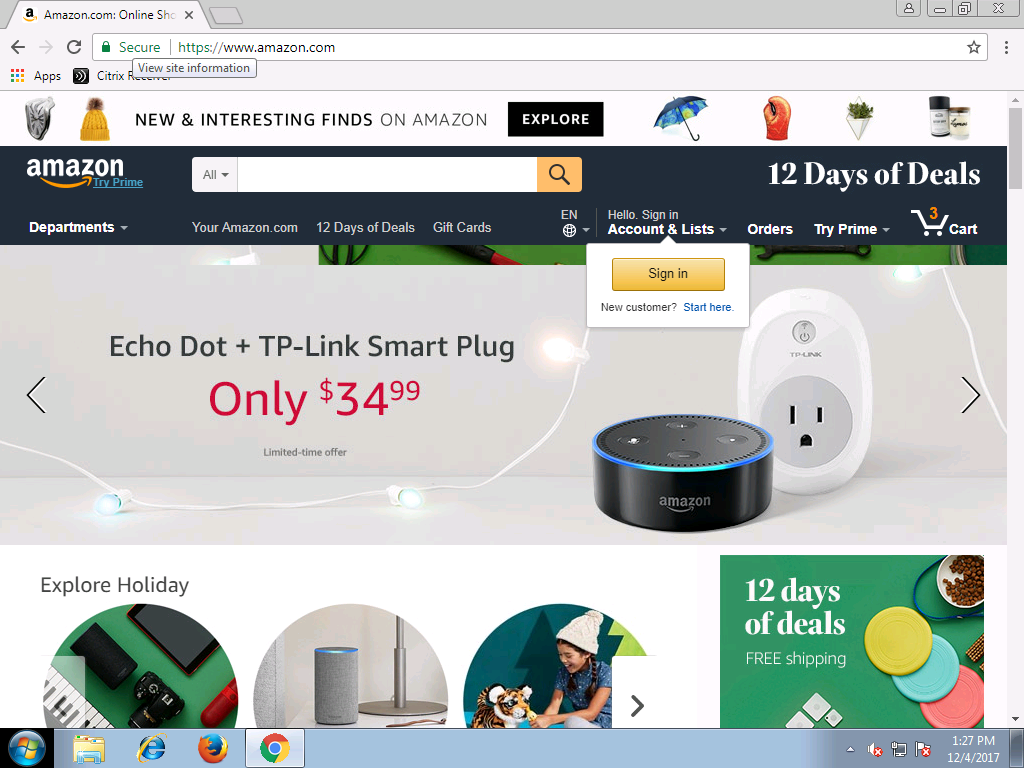 Amazon.com: Online Sho
Secure https://www.amazon.com
View site information
Apps Citrix Receiver
NEW & INTERESTING FINDS ON AMAZON EXPLORE
amazon
Try Prime
All
12 Days of Deals
Departments
Your Amazon.com 12 Days of Deals Gift Cards
EN
Hello. Sign in
Account & Lists
Orders
Try Prime
3
Cart
Sign in
New customer? Start here.
Echo Dot + TP-Link Smart Plug
Only $34.99
Limited-time offer
TP-LINK
amazon
Explore Holiday
12 days
of deals
FREE shipping
1:27 PM
12/4/2017